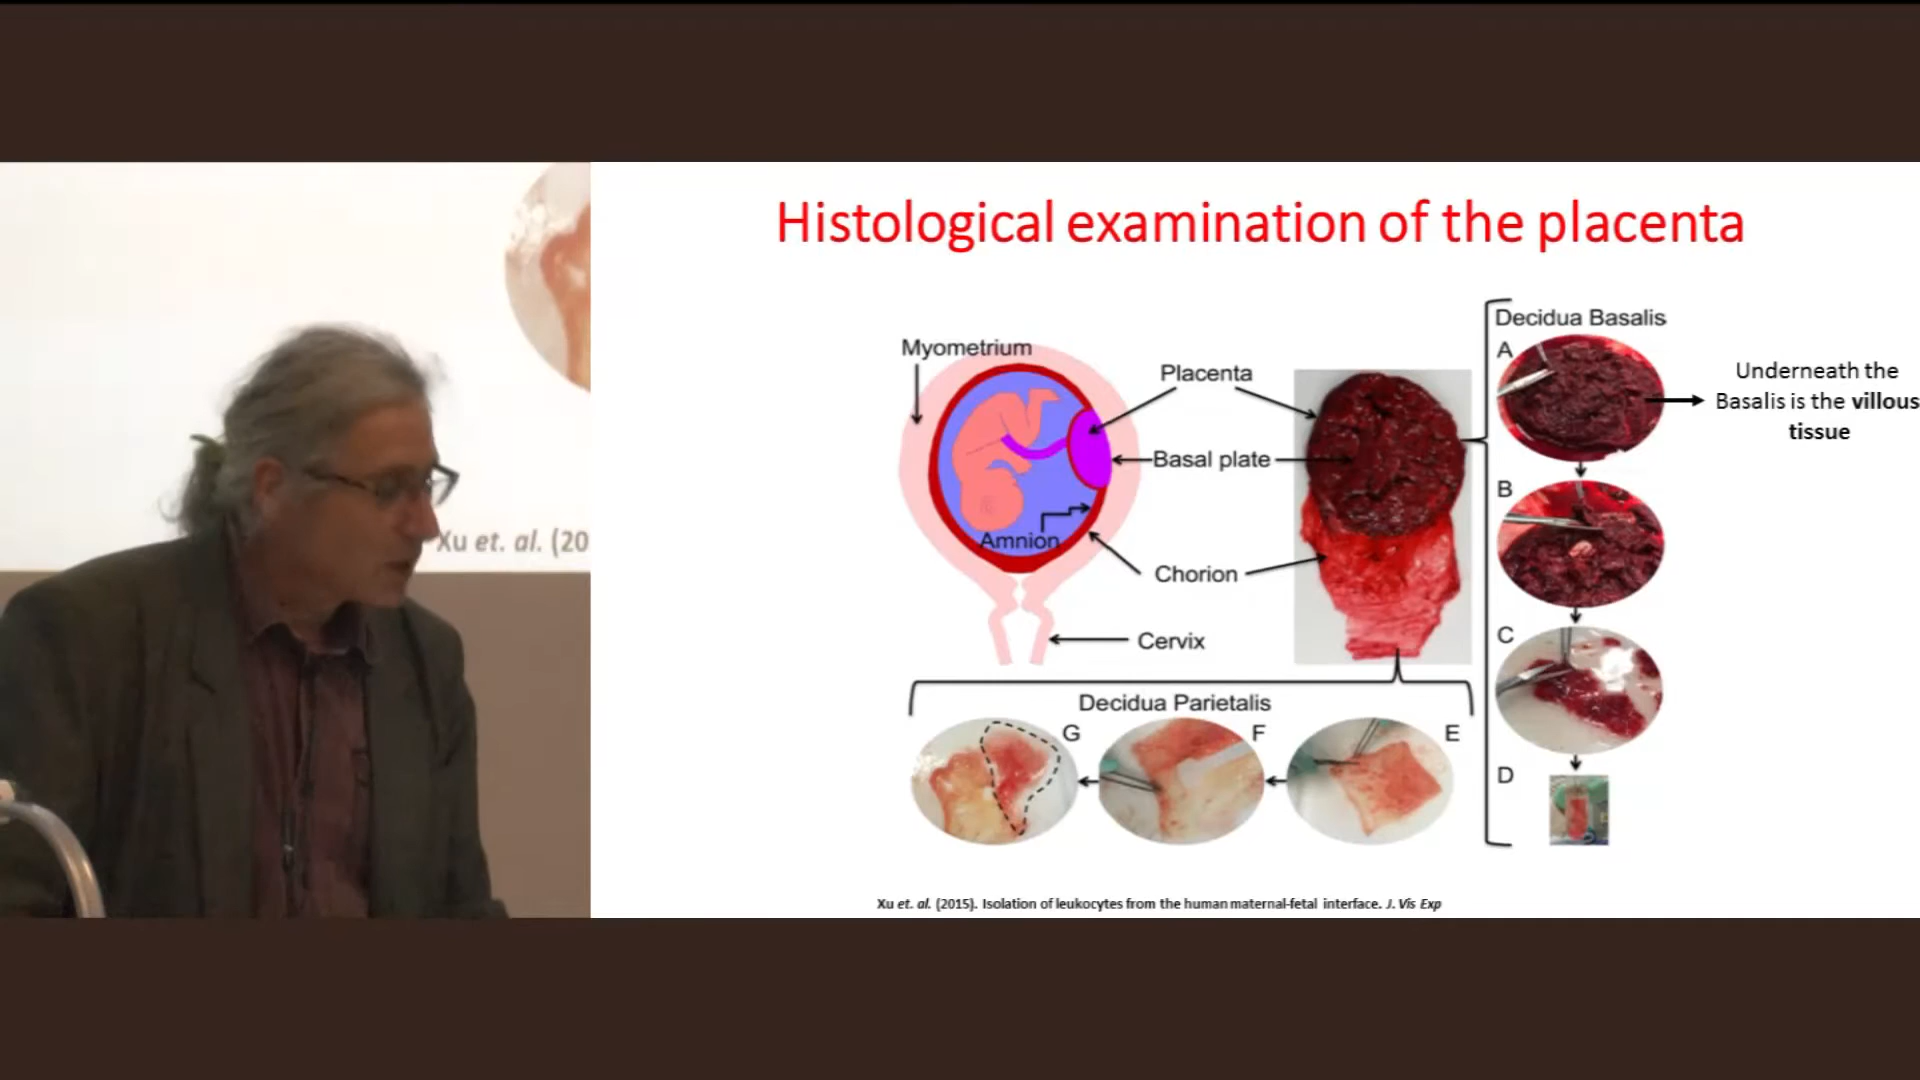 Histological examination of the placenta
Myometrium
Placenta
Basal plate
Amnion
Chorion
Cervix
Decidua Basalis
A
Underneath the
Basalis is the villous
tissue
B
C
D
Decidua Parietalis
G
F
E
Xu et. al. (2015). Isolation of leukocytes from the human maternal-fetal interface. J. Vis Exp
Xu et. al. (20